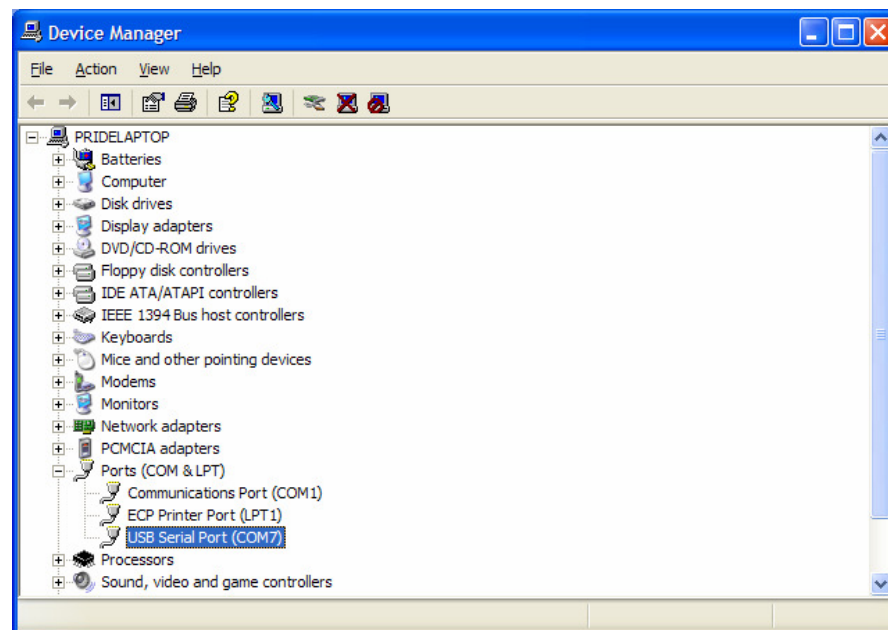 Device Manager
File Action View Help
PRIDELAPTOP
Batteries
Computer
Disk drives
Display adapters
DVD/CD-ROM drives
Floppy disk controllers
IDE ATA/ATAPI controllers
IEEE 1394 Bus host controllers
Keyboards
Mice and other pointing devices
Modems
Monitors
Network adapters
PCMCIA adapters
Ports (COM & LPT)
Communications Port (COM1)
ECP Printer Port (LPT1)
USB Serial Port (COM7)
Processors
Sound, video and game controllers